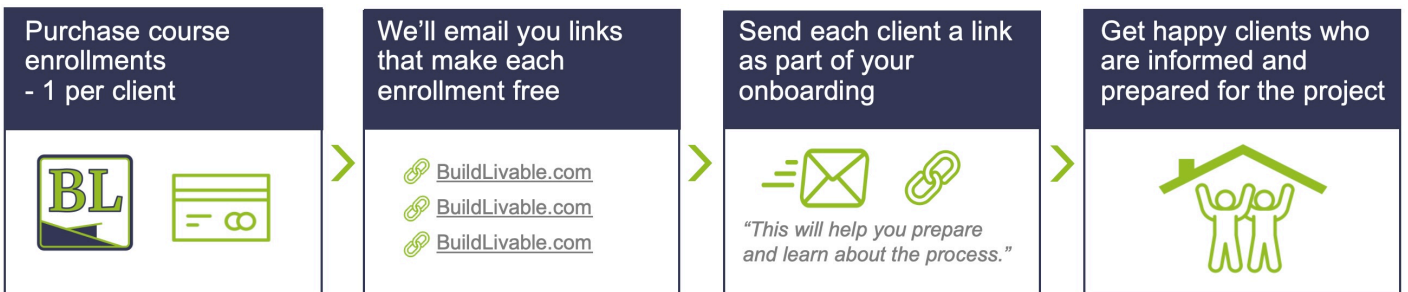 Purchase course
enrollments
- 1 per client
BL
We’ll email you links
that make each
enrollment free
BuildLivable.com
BuildLivable.com
BuildLivable.com
Send each client a link
as part of your
onboarding
“This will help you prepare
and learn about the process.”
Get happy clients who
are informed and
prepared for the project